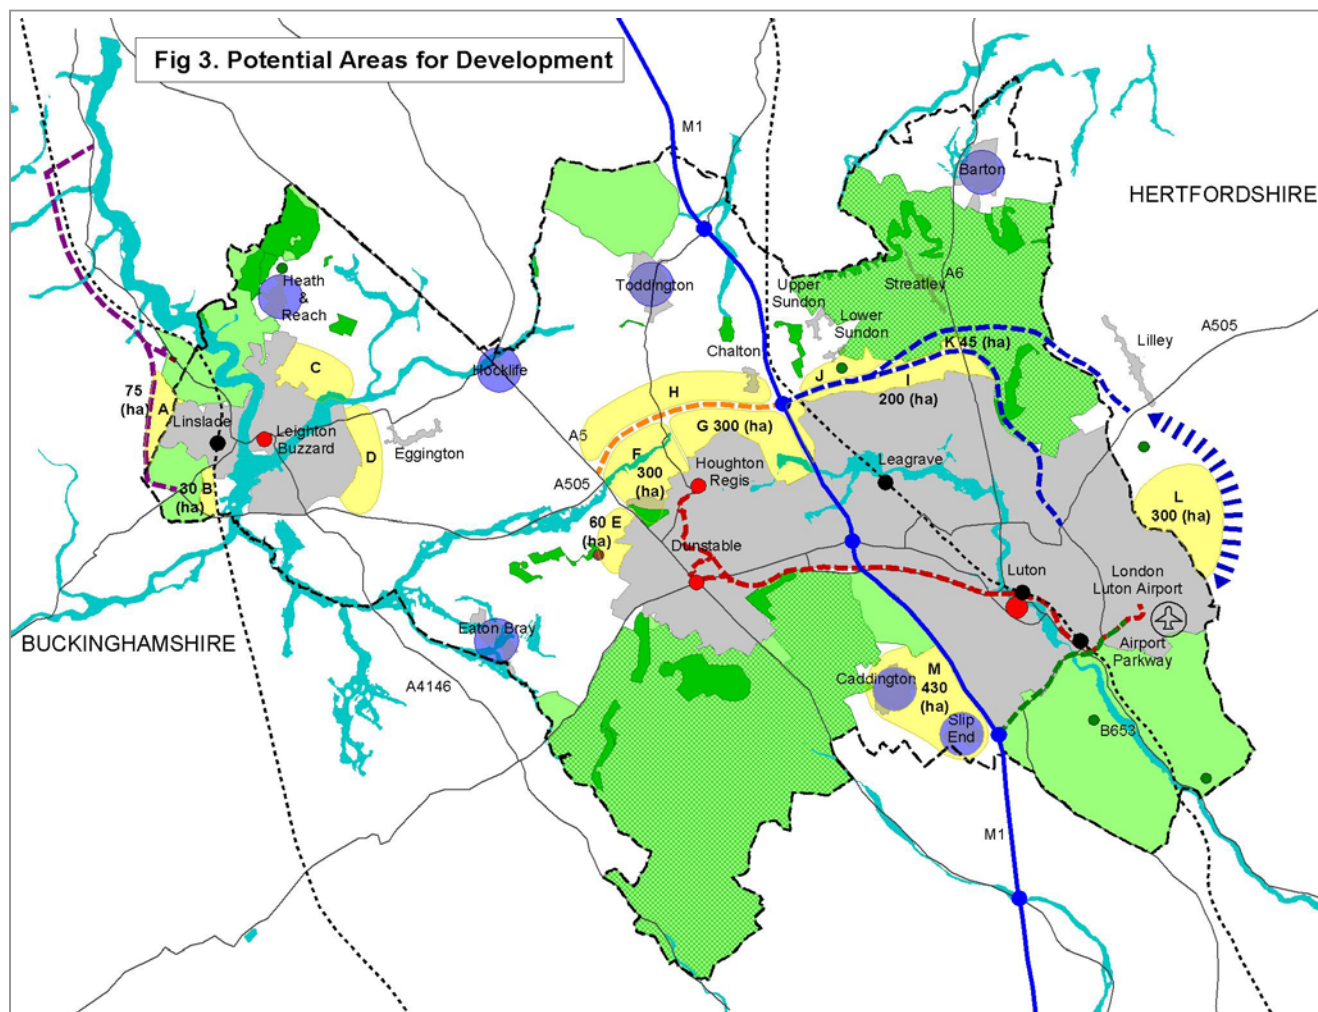 Fig 3. Potential Areas for Development
M1
Barton
HERTFORDSHIRE
Heath
&
Reach
Toddington
Upper
Sundon
A6
Streatley
Lower
Sundon
A505
Lilley
Chalton
K 45 (ha)
Hocklife
C
J
I
200 (ha)
75
(ha)
A
H
Linslade
Leighton
Buzzard
D
Eggington
A5
G 300 (ha)
F
300
(ha)
Houghton
Regis
Leagrave
A505
30 B
(ha)
L
300 (ha)
60 E
(ha)
Dunstable
Luton
London
Luton Airport
BUCKINGHAMSHIRE
Eaton Bray
Airport
Parkway
A4146
Caddington
M
430
(ha)
Slip
End
B653
M1